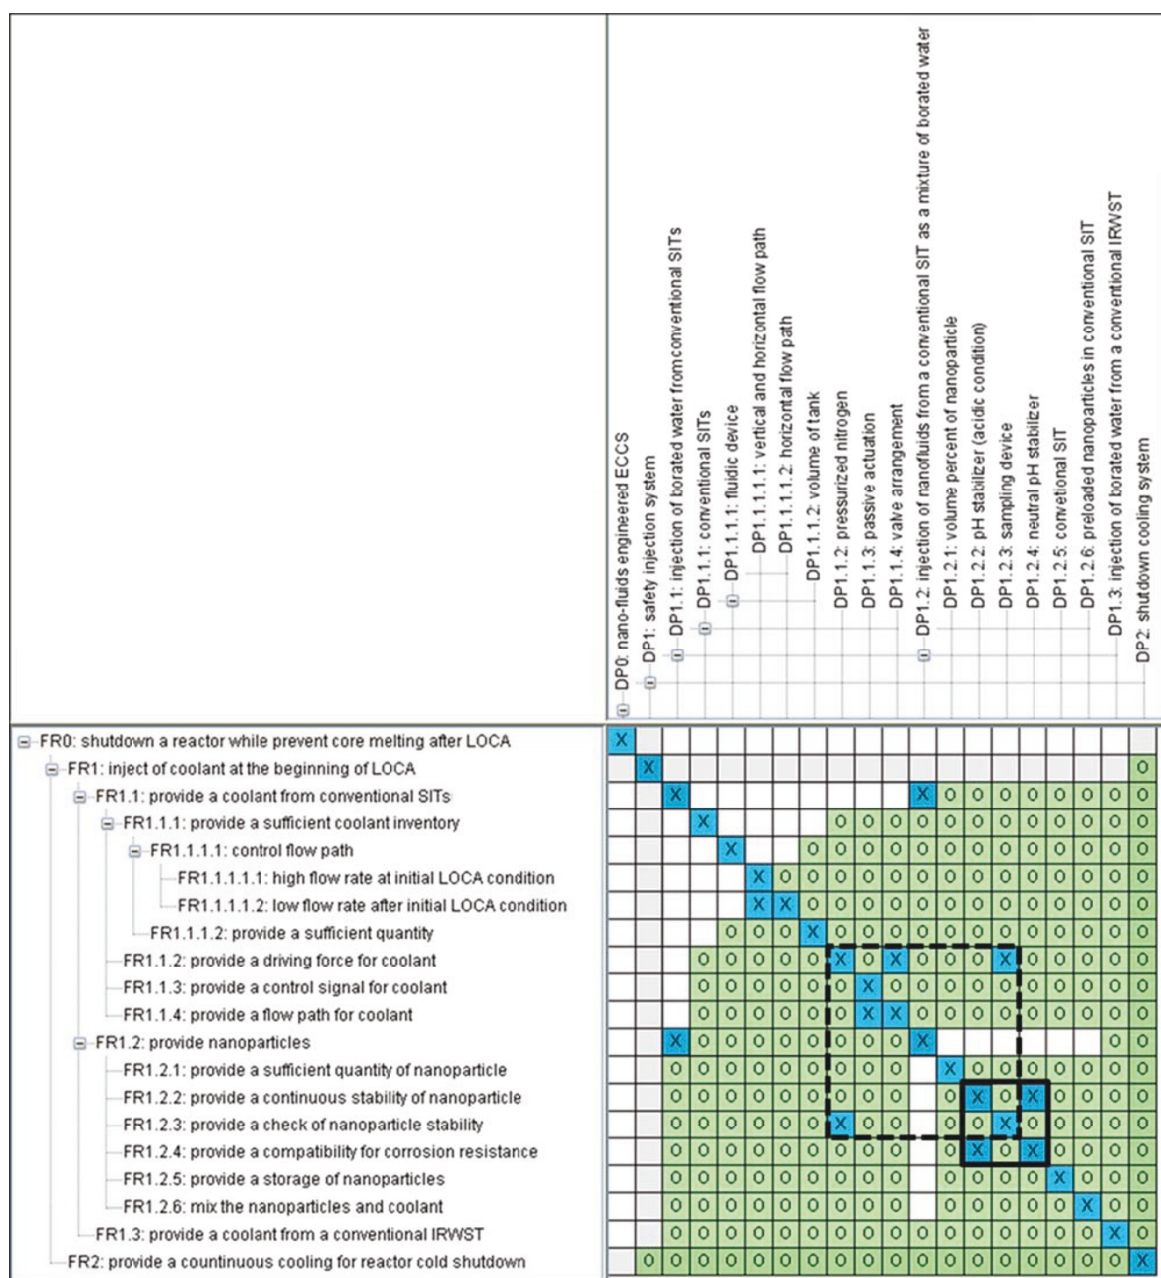 DP0: nano-fluids engineered ECCS
DP1: safety injection system
DP1.1: injection of borated water fromconventional SITs
DP1.1.1: conventional SITs
DP1.1.1.1: fluidic device
DP1.1.1.1.1: vertical and horizontal flow path
DP1.1.1.1.2: horizontal flow path
DP1.1.1.2: volume of tank
DP1.1.2: pressurized nitrogen
DP1.1.3: passive actuation
DP1.1.4: valve arrangement
DP1.2: injection of nanofluids from a conventional SIT as a mixture of borated water
DP1.2.1: volume percent of nanoparticle
DP1.2.2: pH stabilizer (acidic condition)
DP1.2.3: sampling device
DP1.2.4: neutral pH stabilizer
DP1.2.5: convetional SIT
DP1.2.6: preloaded nanoparticles in conventional SIT
DP1.3: injection of borated water from a conventional IRWST
DP2: shutdown cooling system
FR0: shutdown a reactor while prevent core melting after LOCA X
FR1: inject of coolant at the beginning of LOCA X O
FR1.1: provide a coolant from conventional SITs X X O O O O O O O O
FR1.1.1: provide a sufficient coolant inventory X O O O O O O O O O O O O
FR1.1.1.1: control flow path X O O O O O O O O O O O O O
FR1.1.1.1.1: high flow rate at initial LOCA condition X O O O O O O O O O O O O O O
FR1.1.1.1.2: low flow rate after initial LOCA condition X X O O O O O O O O O O O O O
FR1.1.1.2: provide a sufficient quantity O O O X O O O O O O O O O O O O
FR1.1.2: provide a driving force for coolant O O O O O X O X O O O X O O O O O
FR1.1.3: provide a control signal for coolant O O O O O O X O O O O O O O O O O
FR1.1.4: provide a flow path for coolant O O O O O O X X O O O O O O O O O
FR1.2: provide nanoparticles X O O O O O O O O X O O
FR1.2.1: provide a sufficient quantity of nanoparticle O O O O O O O O O X O O O O O O O
FR1.2.2: provide a continuous stability of nanoparticle O O O O O O O O O O X O X O O O O
FR1.2.3: provide a check of nanoparticle stability O O O O O O X O O O O X O O O O O
FR1.2.4: provide a compatibility for corrosion resistance O O O O O O O O O O X O X O O O O
FR1.2.5: provide a storage of nanoparticles O O O O O O O O O O O O O X O O O
FR1.2.6: mix the nanoparticles and coolant O O O O O O O O O O O O O O X O O
FR1.3: provide a coolant from a conventional IRWST O O O O O O O O O O O O O O O O X O
FR2: provide a countinuous cooling for reactor cold shutdown O O O O O O O O O O O O O O O O O O X